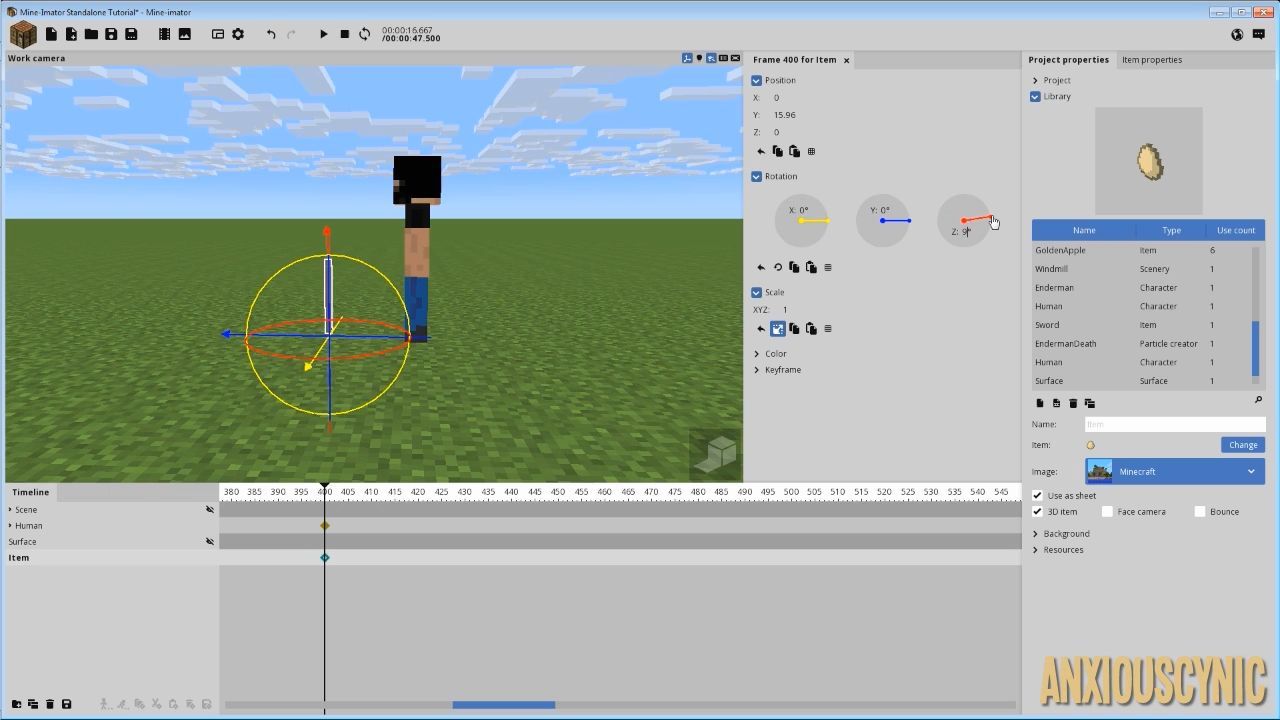 Mine-Imator Standalone Tutorial* - Mine-imator
00:00:16.667
/00:00:47.500
Work camera
Frame 400 for Item
Position
X: 0
Y: 15.96
Z: 0
Rotation
X: 0°
Y: 0°
Z: 9°
Scale
XYZ: 1
Color
Keyframe
Project properties
Item properties
Project
Library
Name Type Use count
GoldenApple Item 6
Windmill Scenery 1
Enderman Character 1
Human Character 1
Sword Item 1
EndermanDeath Particle creator 1
Human Character 1
Surface Surface 1
Name: Item
Item: Change
Image: Minecraft
Use as sheet
3D item Face camera Bounce
Background
Resources
Timeline
380 385 390 395 400 405 410 415 420 425 430 435 440 445 450 455 460 465 470 475 480 485 490 495 500 505 510 515 520 525 530 535 540 545
Scene
Human
Surface
Item
ANXIOUSCYNIC